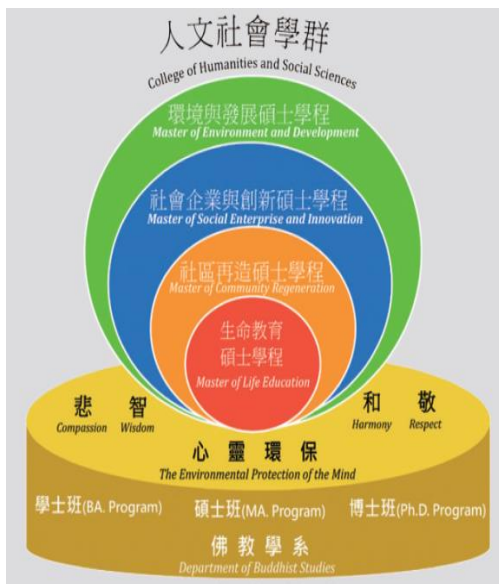 人文社會學群
College of Humanities and Social Sciences
環境與發展碩士學程
Master of Environment and Development
社會企業與創新碩士學程
Master of Social Enterprise and Innovation
社區再造碩士學程
Master of Community Regeneration
生命教育
碩士學程
Master of Life Education
悲 智 和 敬
Compassion Wisdom Harmony Respect
心靈環保
The Environmental Protection of the Mind
學士班(BA. Program) 碩士班(MA. Program) 博士班(Ph.D. Program)
佛教學系
Department of Buddhist Studies